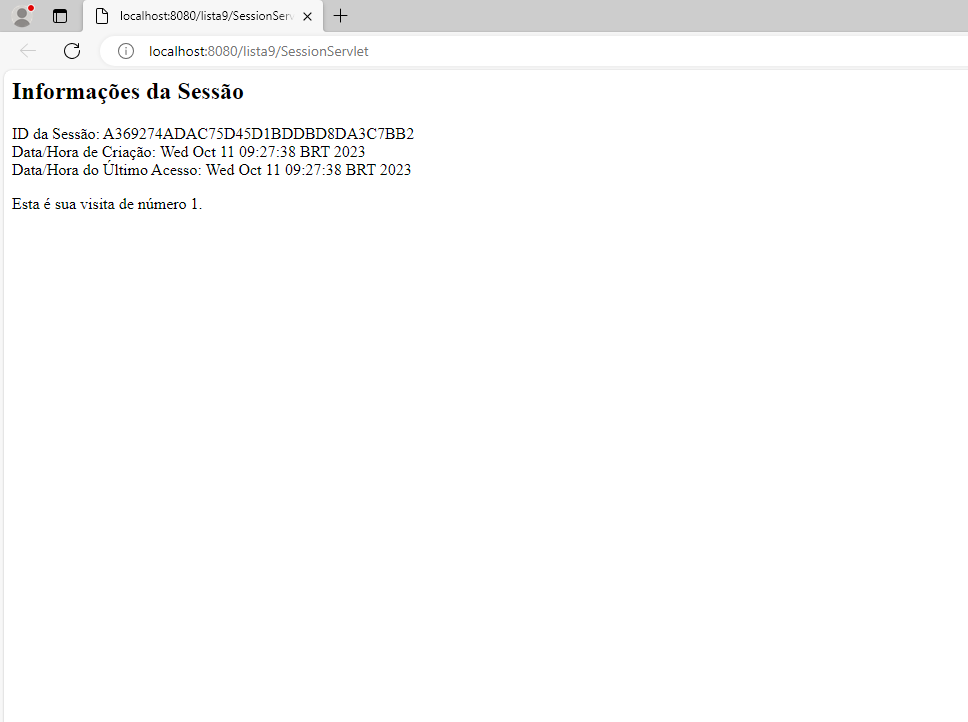 localhost:8080/lista9/SessionServ
localhost:8080/lista9/SessionServlet
Informações da Sessão
ID da Sessão: A369274ADAC75D45D1BDDBD8DA3C7BB2
Data/Hora de Criação: Wed Oct 11 09:27:38 BRT 2023
Data/Hora do Último Acesso: Wed Oct 11 09:27:38 BRT 2023
Esta é sua visita de número 1.